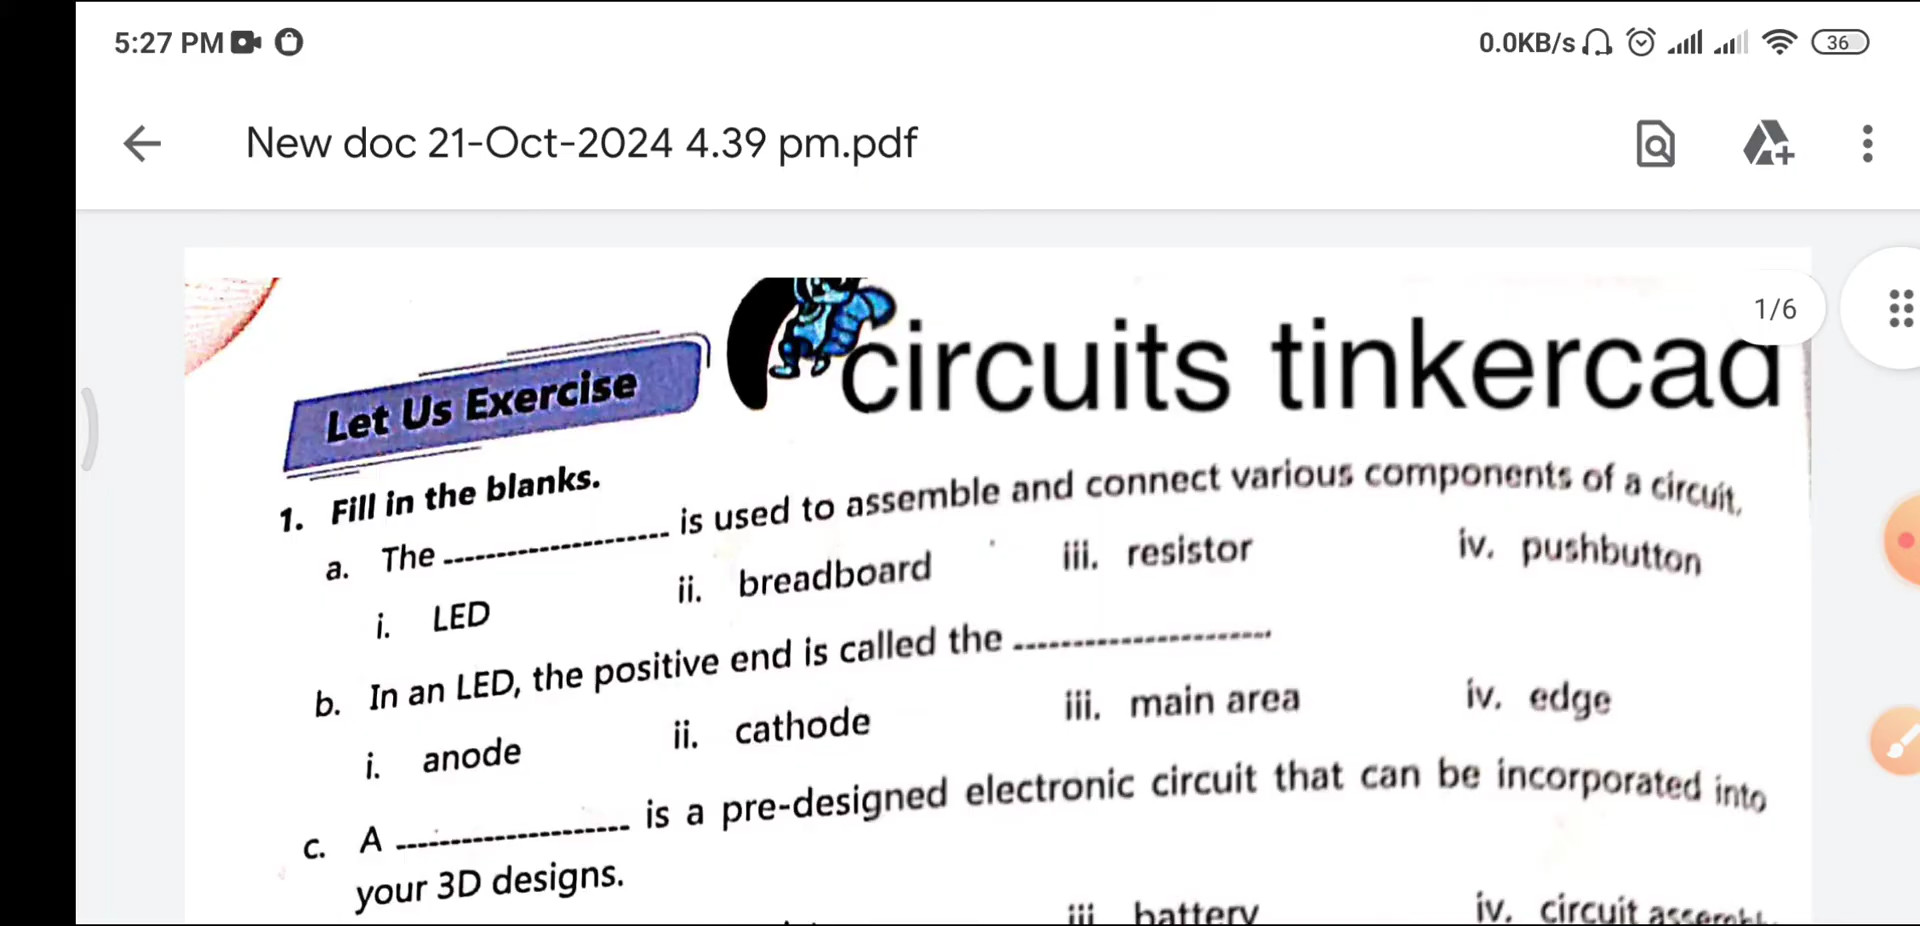 5:27 PM
0.0KB/s 36
New doc 21-Oct-2024 4.39 pm.pdf
1/6
circuits tinkercad
Let Us Exercise
1. Fill in the blanks.
a. The -------------------- is used to assemble and connect various components of a circuit.
i. LED ii. breadboard iii. resistor iv. pushbutton
b. In an LED, the positive end is called the --------------------.
i. anode ii. cathode iii. main area iv. edge
c. A -------------------- is a pre-designed electronic circuit that can be incorporated into
your 3D designs.
iii battery iv. circuit